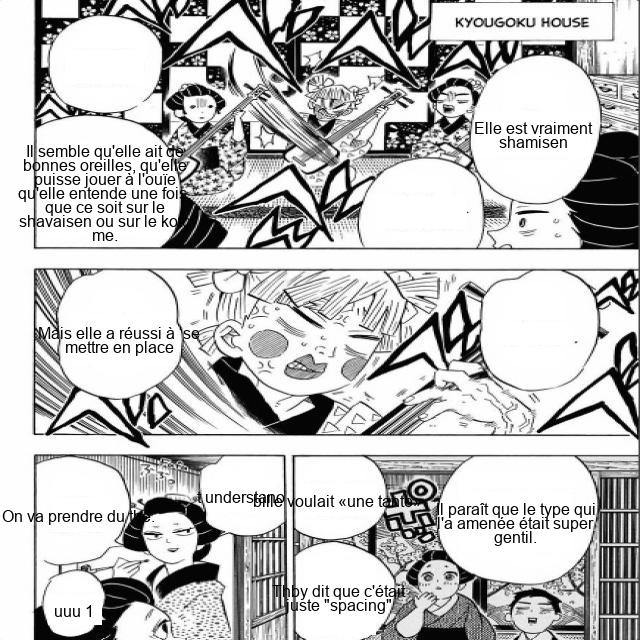 KYOUGOKU HOUSE
Elle est vraiment
shamisen
Il semble qu'elle ait de
bonnes oreilles, qu'elle
puisse jouer à l'ouïe
qu'elle entende une fois
que ce soit sur le
shavaisen ou sur le ko
me.
Mais elle a réussi à se
mettre en place
Il paraît que le type qui
l'a amenée était super
gentil.
bille voulait «une tante»
Thby dit que c'était
juste "spacing"
t understand
On va prendre du thé.
uuu 1